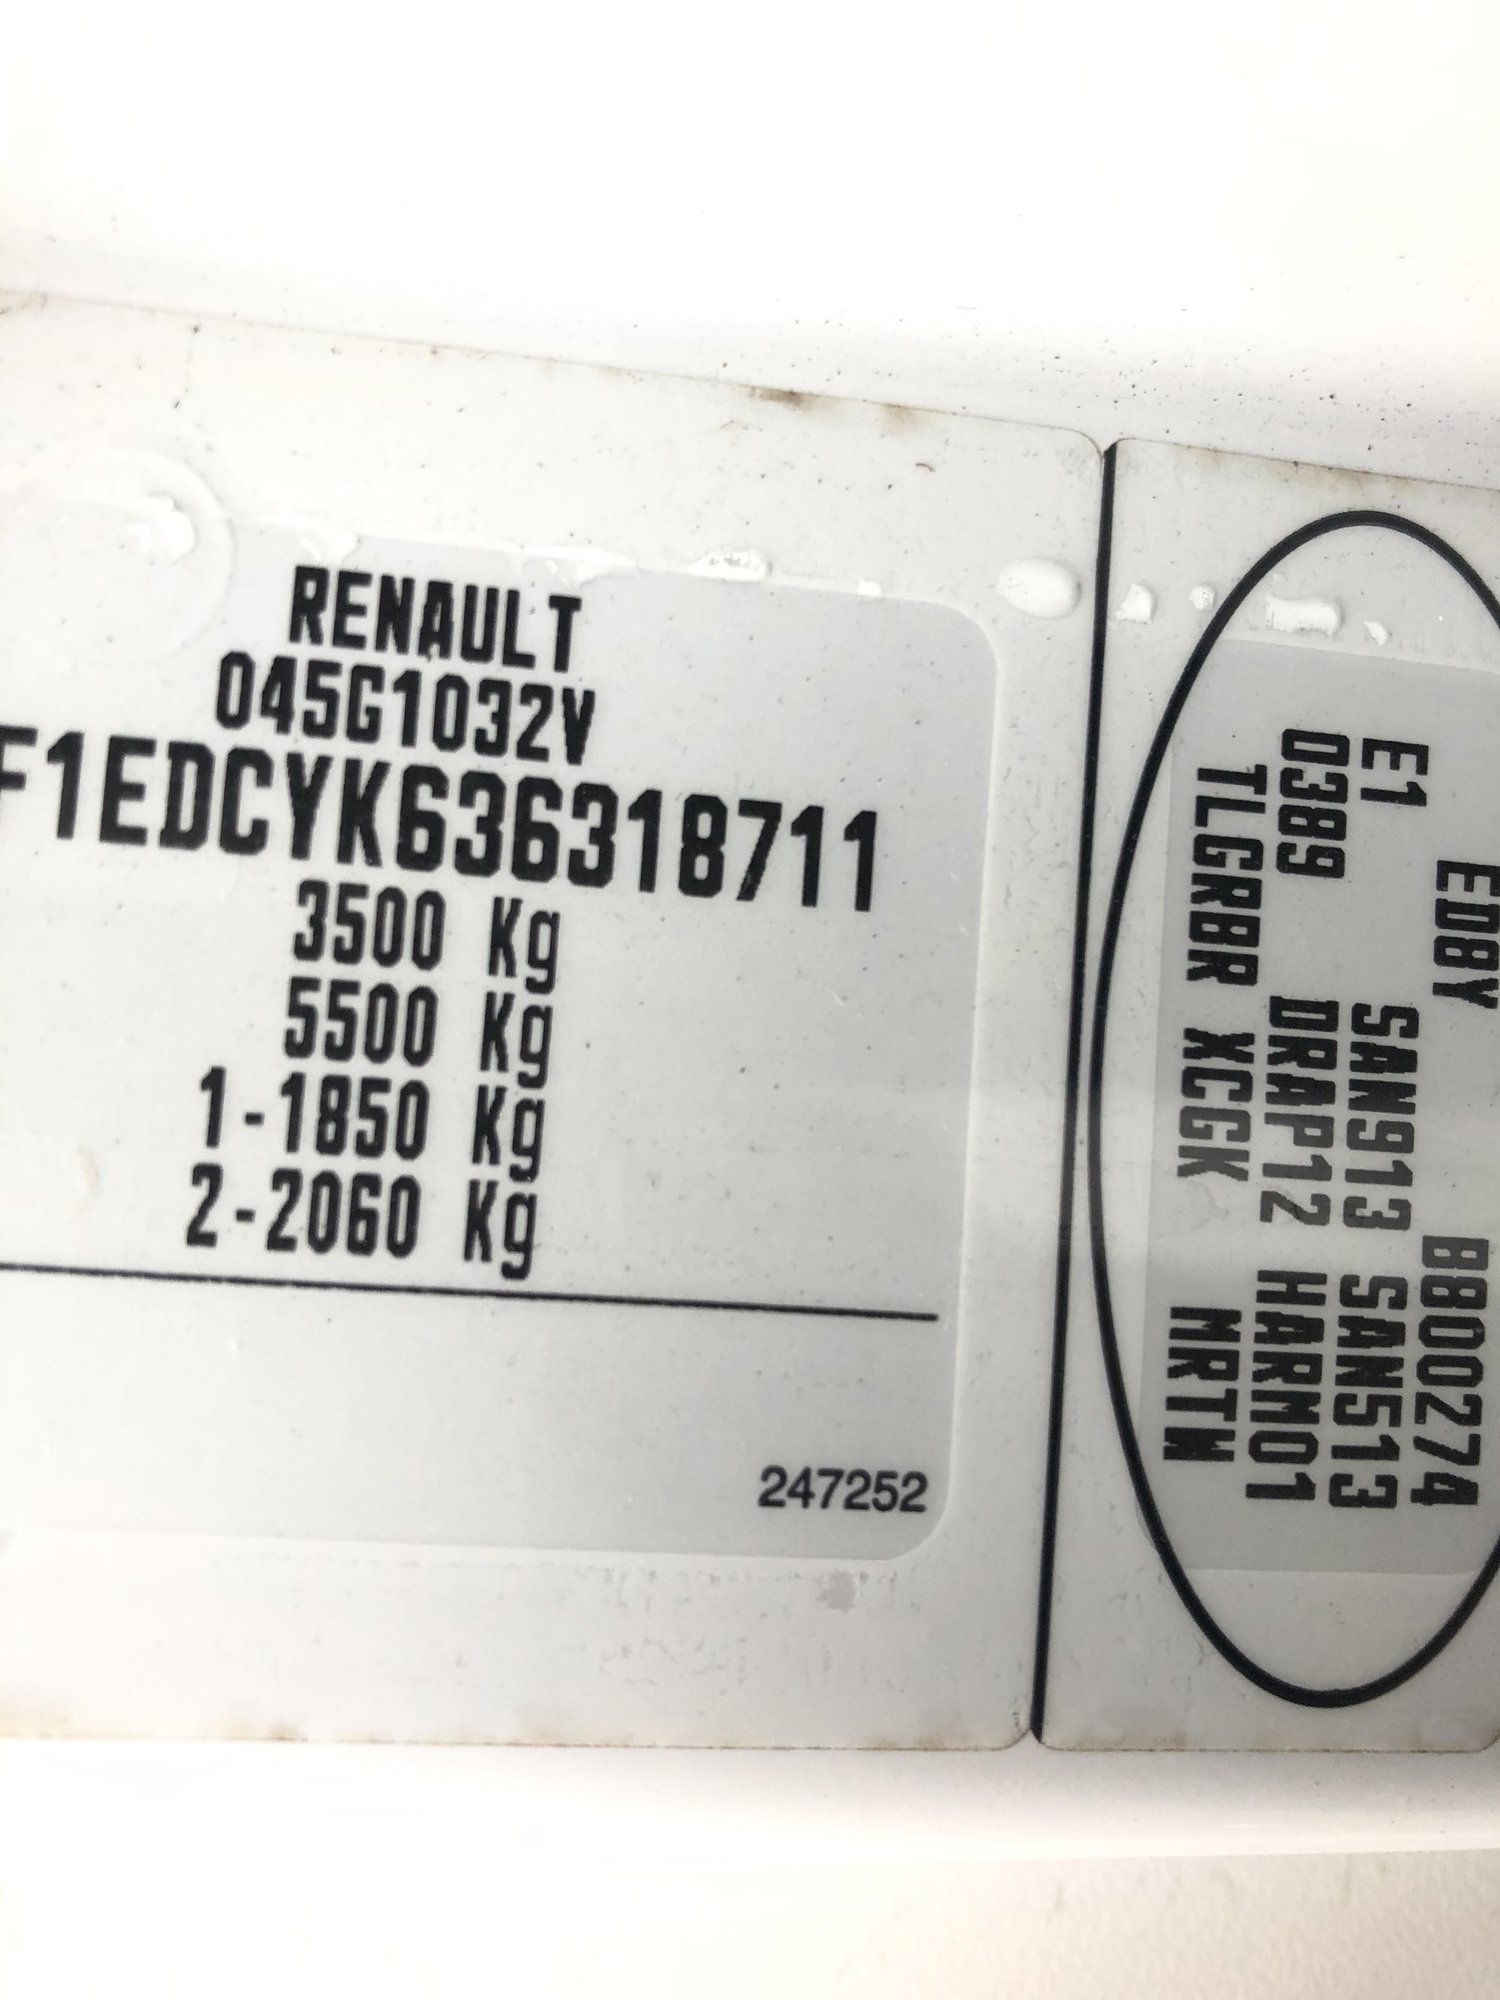 RENAULT
045G1032V
F1EDCYK636318711
3500 Kg
5500 Kg
1-1850 Kg
2-2060 Kg
247252
ED8Y B800274
E1 SAN913 SAN513
0389 DRAP12 HARM01
TLGRBR XCGK MRTW